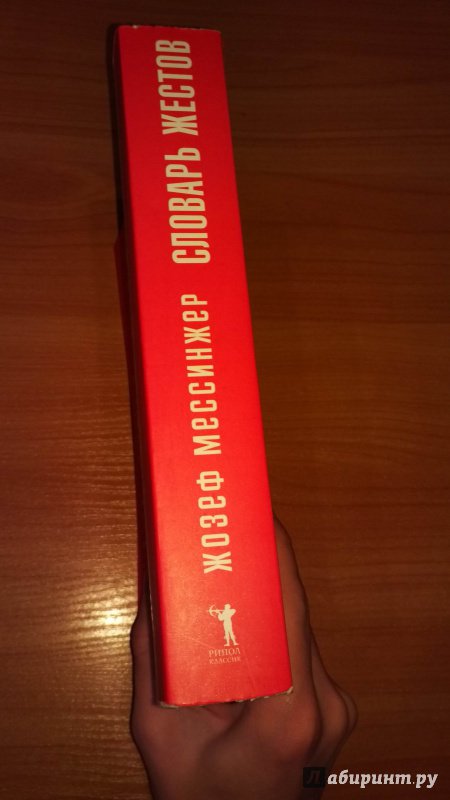 ЖОЗЕФ МЕССИНЖЕР СЛОВАРЬ ЖЕСТОВ
РИПОЛ
КЛАССИК
Лабиринт.ру